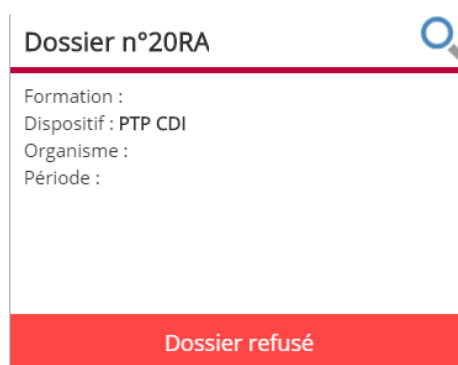 Dossier n°20RA
Formation :
Dispositif : PTP CDI
Organisme :
Période :
Dossier refusé